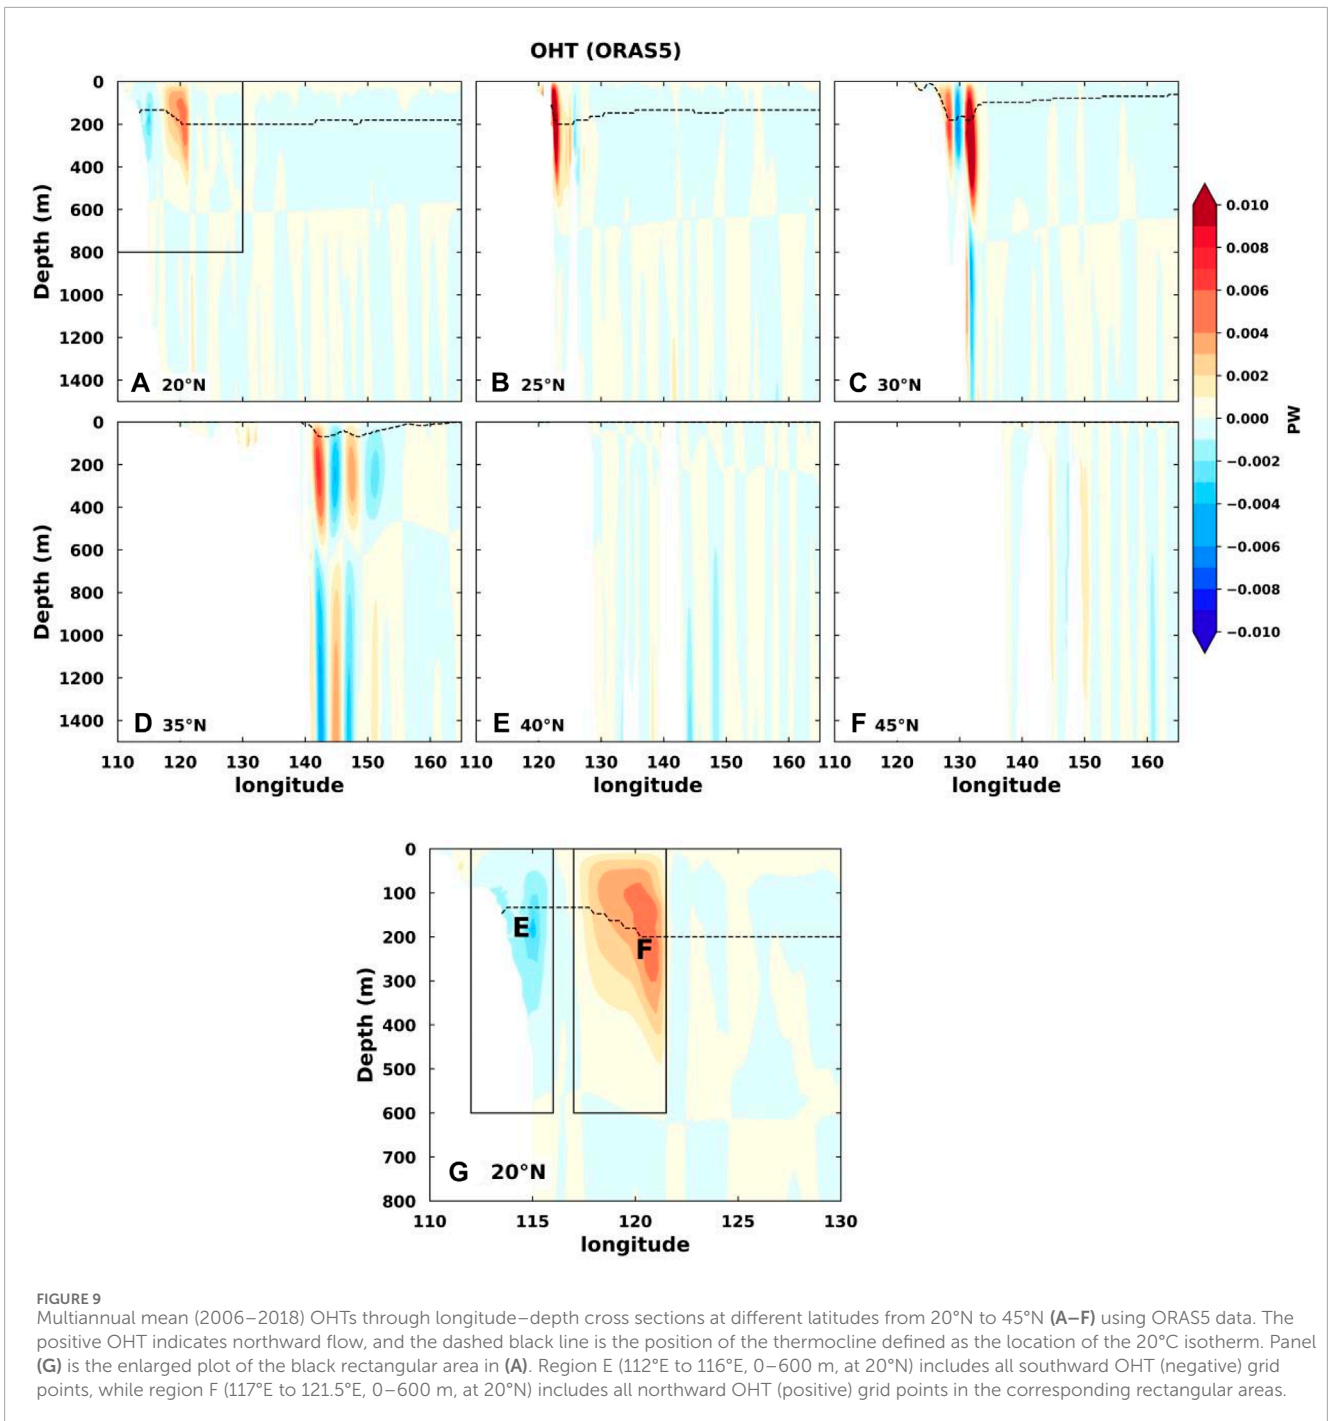 OHT (ORAS5)
0
200
400
600
800
1000
1200
1400
Depth (m)
A 20°N
B 25°N
C 30°N
0.010
0.008
0.006
0.004
0.002
0.000
−0.002
−0.004
−0.006
−0.008
−0.010
PW
0
200
400
600
800
1000
1200
1400
Depth (m)
D 35°N
E 40°N
F 45°N
110 120 130 140 150 160 110 120 130 140 150 160 110 120 130 140 150 160
longitude longitude longitude
0
100
200
300
400
500
600
700
800
Depth (m)
E
F
G 20°N
110 115 120 125 130
longitude
FIGURE 9
Multiannual mean (2006–2018) OHTs through longitude–depth cross sections at different latitudes from 20°N to 45°N (A–F) using ORAS5 data. The
positive OHT indicates northward flow, and the dashed black line is the position of the thermocline defined as the location of the 20°C isotherm. Panel
(G) is the enlarged plot of the black rectangular area in (A). Region E (112°E to 116°E, 0–600 m, at 20°N) includes all southward OHT (negative) grid
points, while region F (117°E to 121.5°E, 0–600 m, at 20°N) includes all northward OHT (positive) grid points in the corresponding rectangular areas.